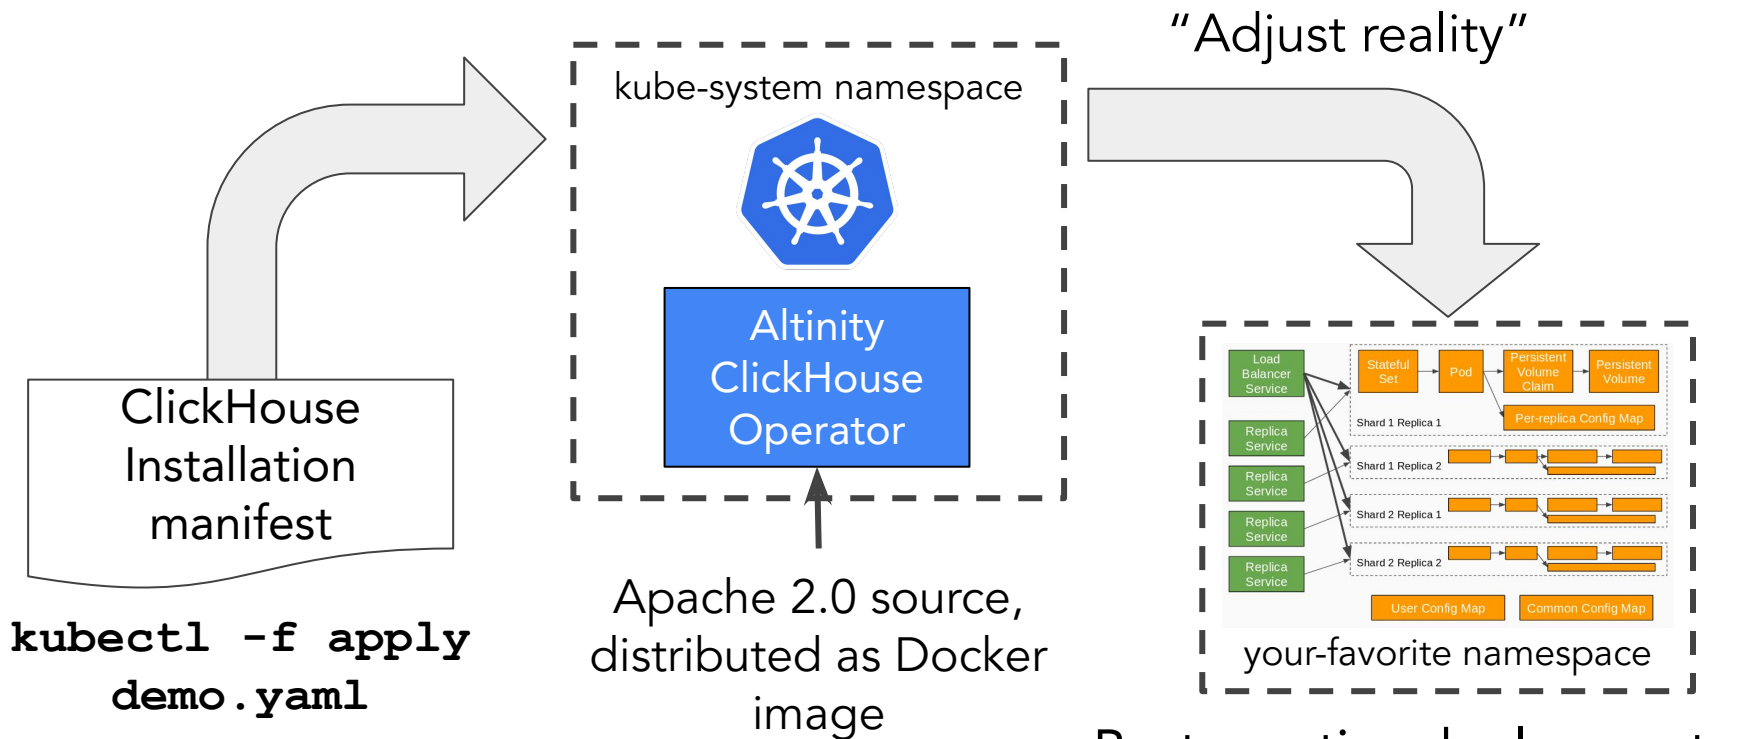 “Adjust reality”
kube-system namespace
Altinity
ClickHouse
Operator
ClickHouse
Installation
manifest
kubectl -f apply
demo.yaml
Apache 2.0 source,
distributed as Docker
image
Load
Balancer
Service
Replica
Service
Replica
Service
Replica
Service
Replica
Service
Stateful
Set
Pod
Persistent
Volume
Claim
Persistent
Volume
Per-replica Config Map
Shard 1 Replica 1
Shard 1 Replica 2
Shard 2 Replica 1
Shard 2 Replica 2
User Config Map
Common Config Map
your-favorite namespace